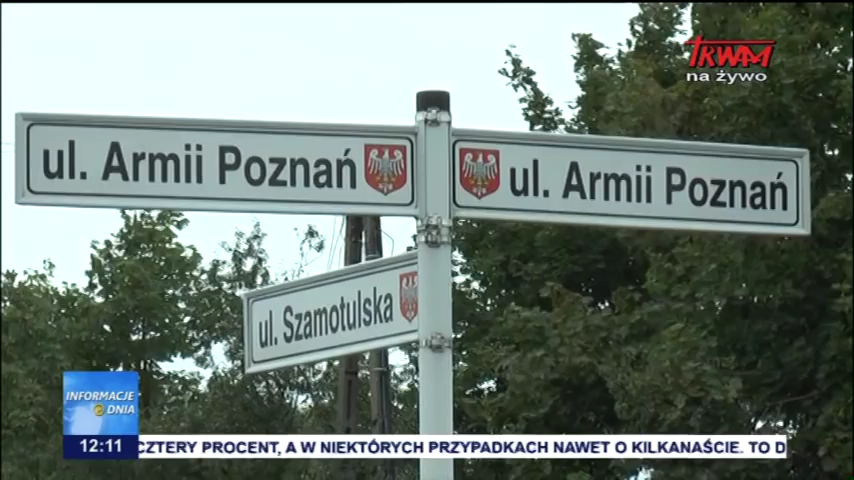 TRWAM
na żywo
ul. Armii Poznań
ul. Armii Poznań
ul. Szamotulska
INFORMACJE
DNIA
12:11
CZTERY PROCENT, A W NIEKTÓRYCH PRZYPADKACH NAWET O KILKANAŚCIE. TO D